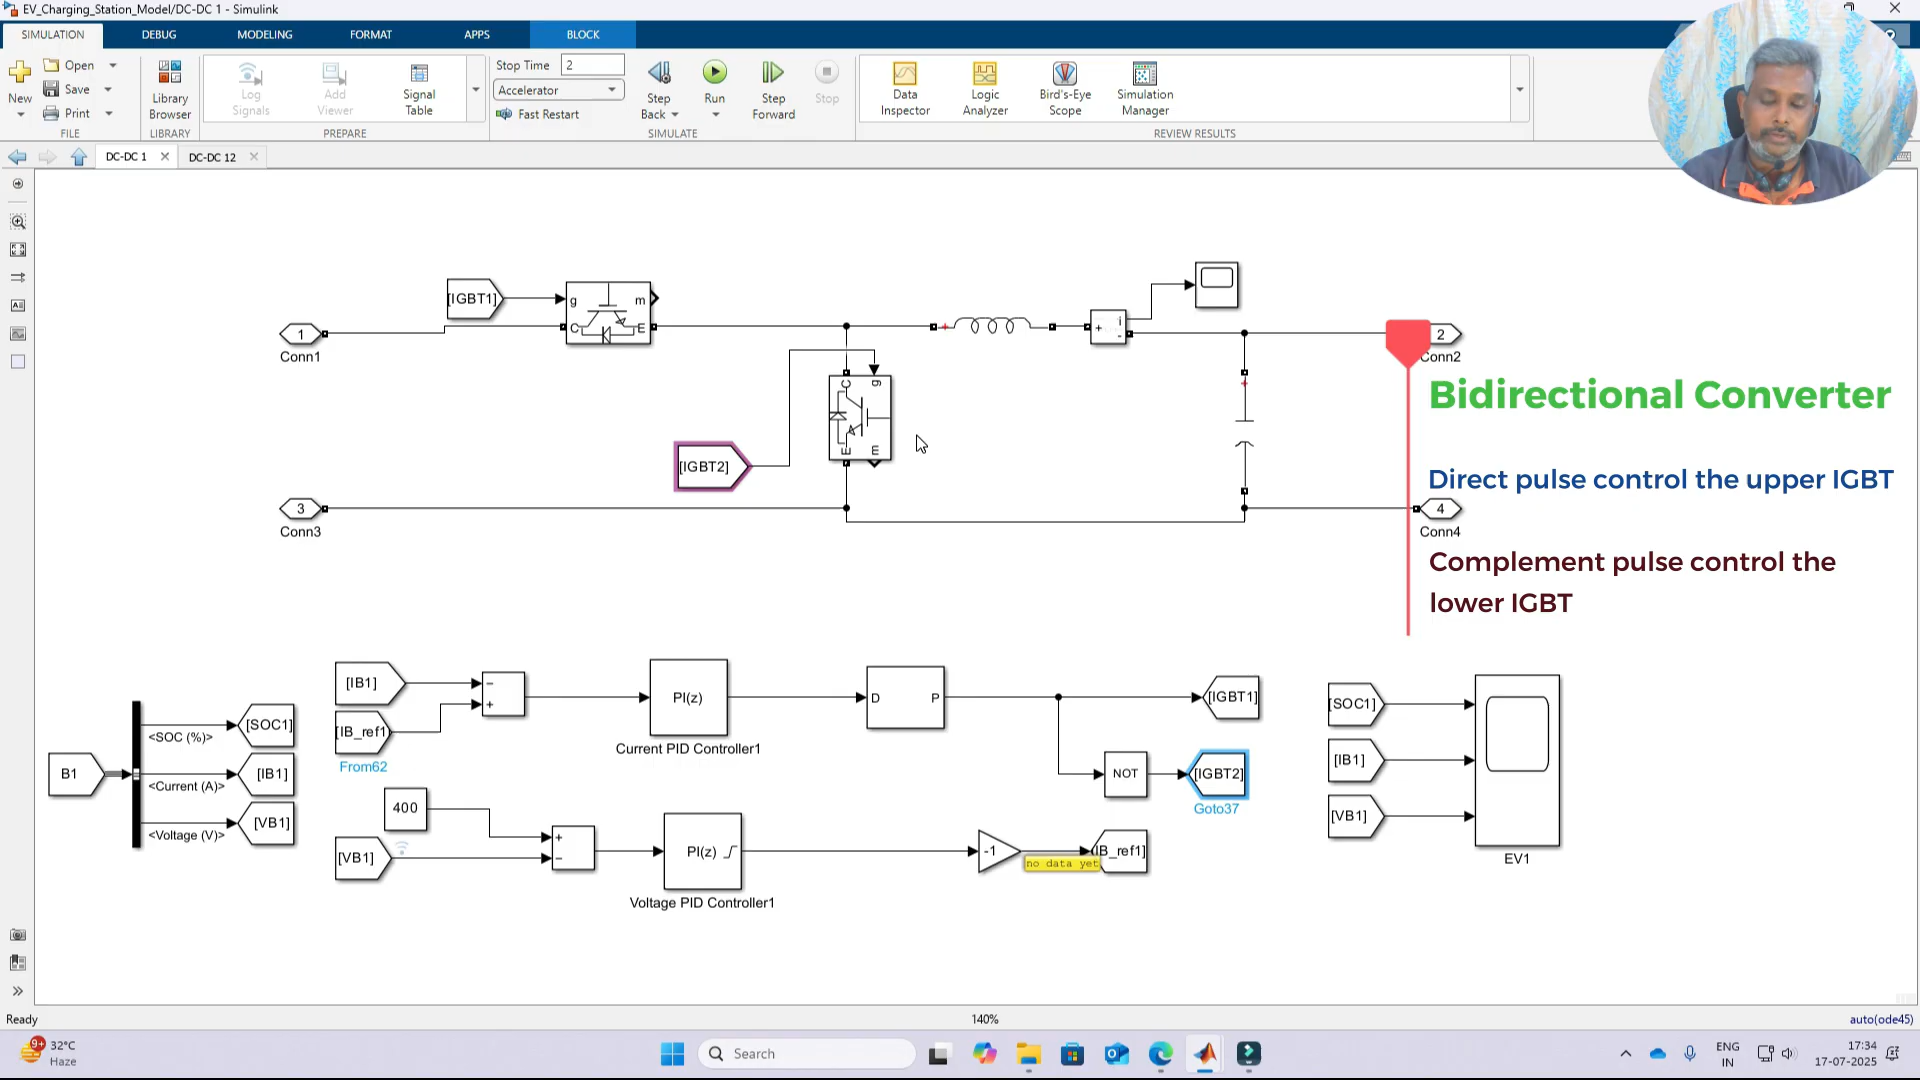 EV_Charging_Station_Model/DC-DC 1 - Simulink
SIMULATION DEBUG MODELING FORMAT APPS BLOCK
New
Open
Save
Print
FILE
Library
Browser
LIBRARY
Log
Signals
Add
Viewer
Signal
Table
PREPARE
Stop Time 2
Accelerator
Fast Restart
Step
Back
Run
Step
Forward
Stop
SIMULATE
Data
Inspector
Logic
Analyzer
Bird's-Eye
Scope
Simulation
Manager
REVIEW RESULTS
DC-DC 1
DC-DC 12
[IGBT1]
g m
C E
1
Conn1
i
+
-
2
Conn2
C g
E m
[IGBT2]
3
Conn3
4
Conn4
Bidirectional Converter
Direct pulse control the upper IGBT
Complement pulse control the
lower IGBT
B1
<SOC (%)>
[SOC1]
<Current (A)>
[IB1]
<Voltage (V)>
[VB1]
[IB1]
[IB_ref1]
From62
PI(z)
Current PID Controller1
D P
[IGBT1]
NOT
[IGBT2]
Goto37
400
[VB1]
PI(z)
Voltage PID Controller1
-1
no data yet
IB_ref1]
[SOC1]
[IB1]
[VB1]
EV1
Ready
140%
auto(ode45)
9+
32°C
Haze
Search
ENG
IN
17:34
17-07-2025